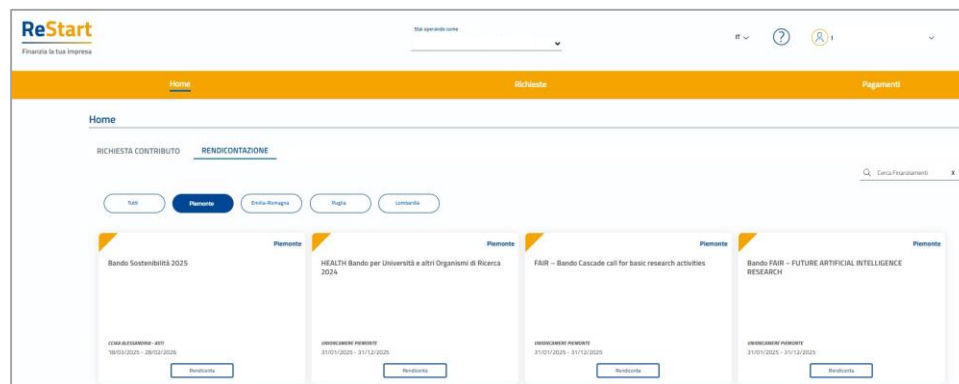 ReStart
Finanzia la tua impresa
Stai operando come
IT
?
Home Richieste Pagamenti
Home
RICHIESTA CONTRIBUTO RENDICONTAZIONE
Cerca Finanziamenti X
Tutti Piemonte Emilia-Romagna Puglia Lombardia
Piemonte
Bando Sostenibilità 2025
CCIAA ALESSANDRIA - ASTI
18/03/2025 - 28/02/2026
Rendiconta
Piemonte
HEALTH Bando per Università e altri Organismi di Ricerca
2024
UNIONCAMERE PIEMONTE
31/01/2025 - 31/12/2025
Rendiconta
Piemonte
FAIR – Bando Cascade call for basic research activities
UNIONCAMERE PIEMONTE
31/01/2025 - 31/12/2025
Rendiconta
Piemonte
Bando FAIR – FUTURE ARTIFICIAL INTELLIGENCE
RESEARCH
UNIONCAMERE PIEMONTE
31/01/2025 - 31/12/2025
Rendiconta